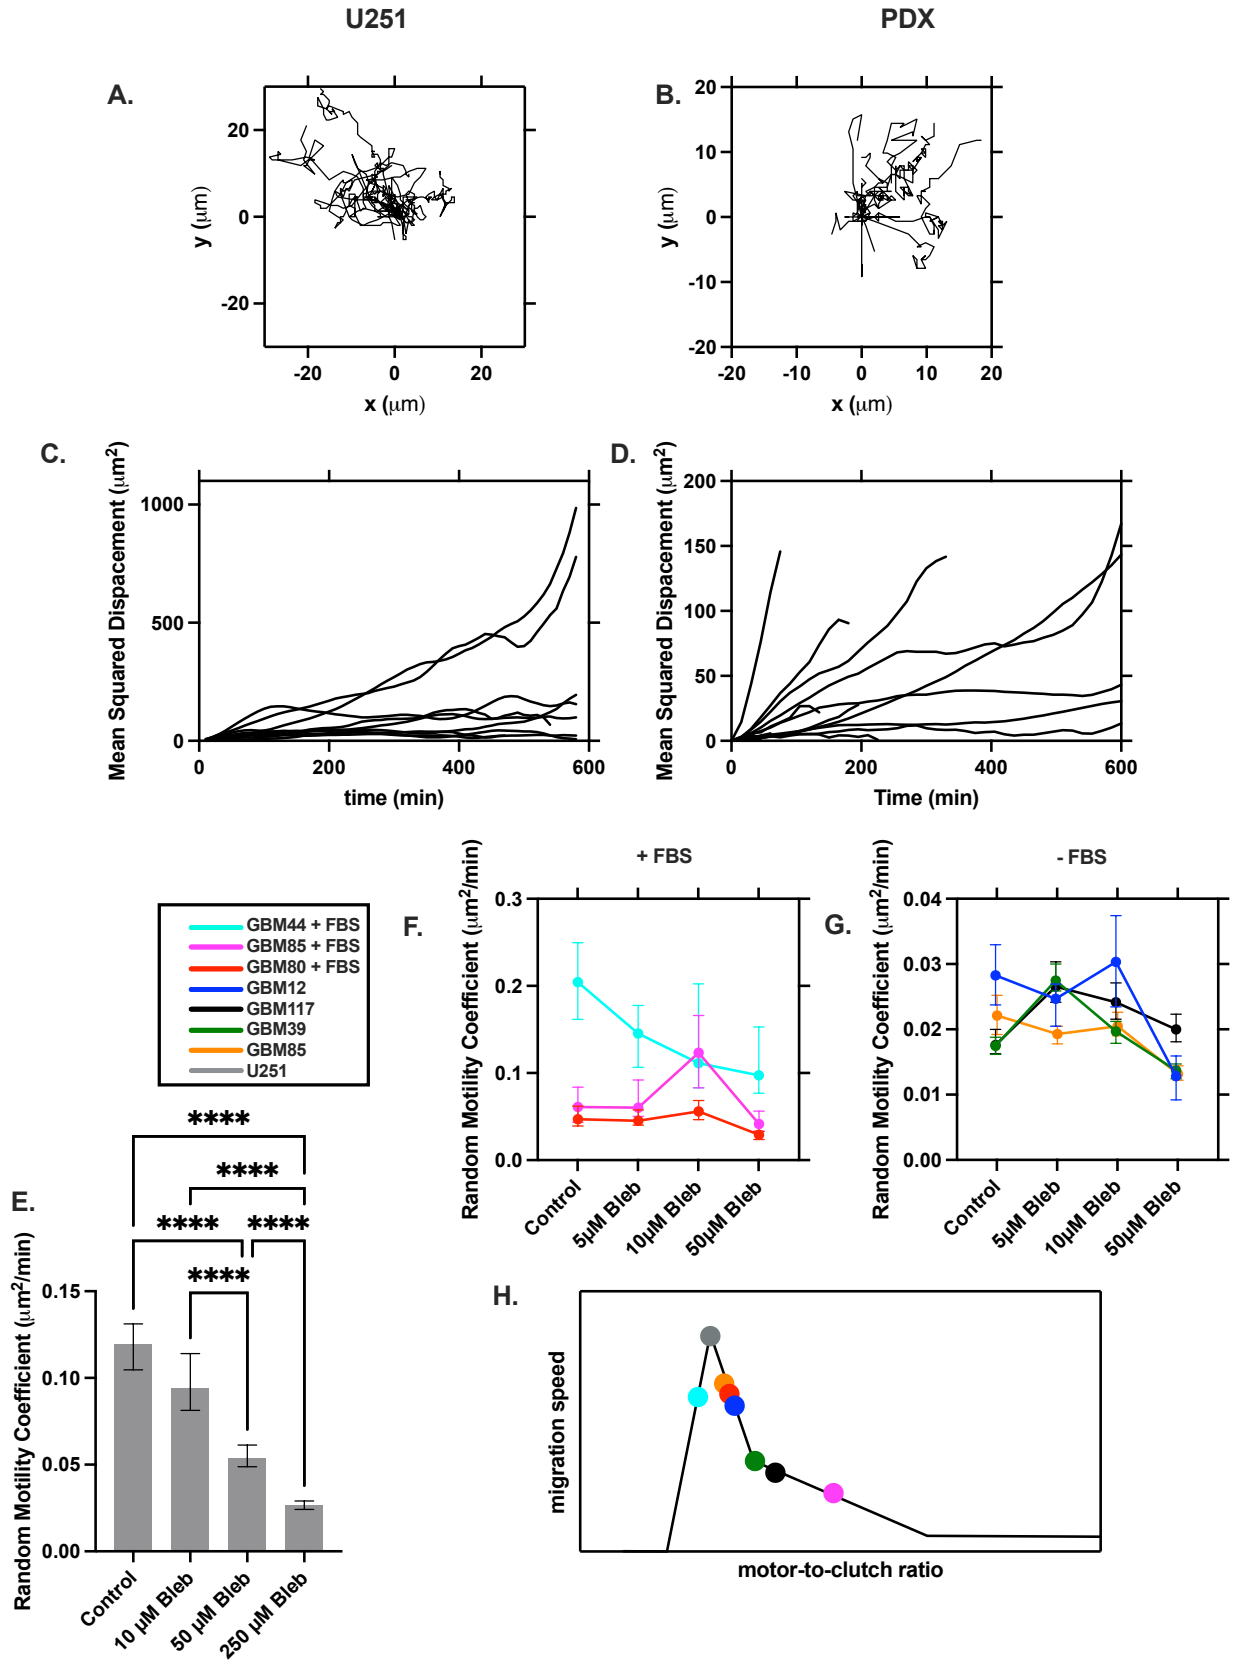 U251
PDX
A.
20
0
-20
y (μm)
-20
0
20
x (μm)
B.
20
10
0
-10
-20
y (μm)
-20
-10
0
10
20
x (μm)
C.
Mean Squared Dispacement (μm²)
1000
500
0
0
200
400
600
time (min)
D.
Mean Squared Dispacement (μm²)
200
150
100
50
0
0
200
400
600
Time (min)
GBM44 + FBS
GBM85 + FBS
GBM80 + FBS
GBM12
GBM117
GBM39
GBM85
U251
E.
****
****
****
****
****
Random Motility Coefficient (μm²/min)
0.15
0.10
0.05
0.00
Control
10 μM Bleb
50 μM Bleb
250 μM Bleb
F.
+ FBS
Random Motility Coefficient (μm²/min)
0.3
0.2
0.1
0.0
Control
5μM Bleb
10μM Bleb
50μM Bleb
G.
- FBS
Random Motility Coefficient (μm²/min)
0.04
0.03
0.02
0.01
0.00
Control
5μM Bleb
10μM Bleb
50μM Bleb
H.
migration speed
motor-to-clutch ratio